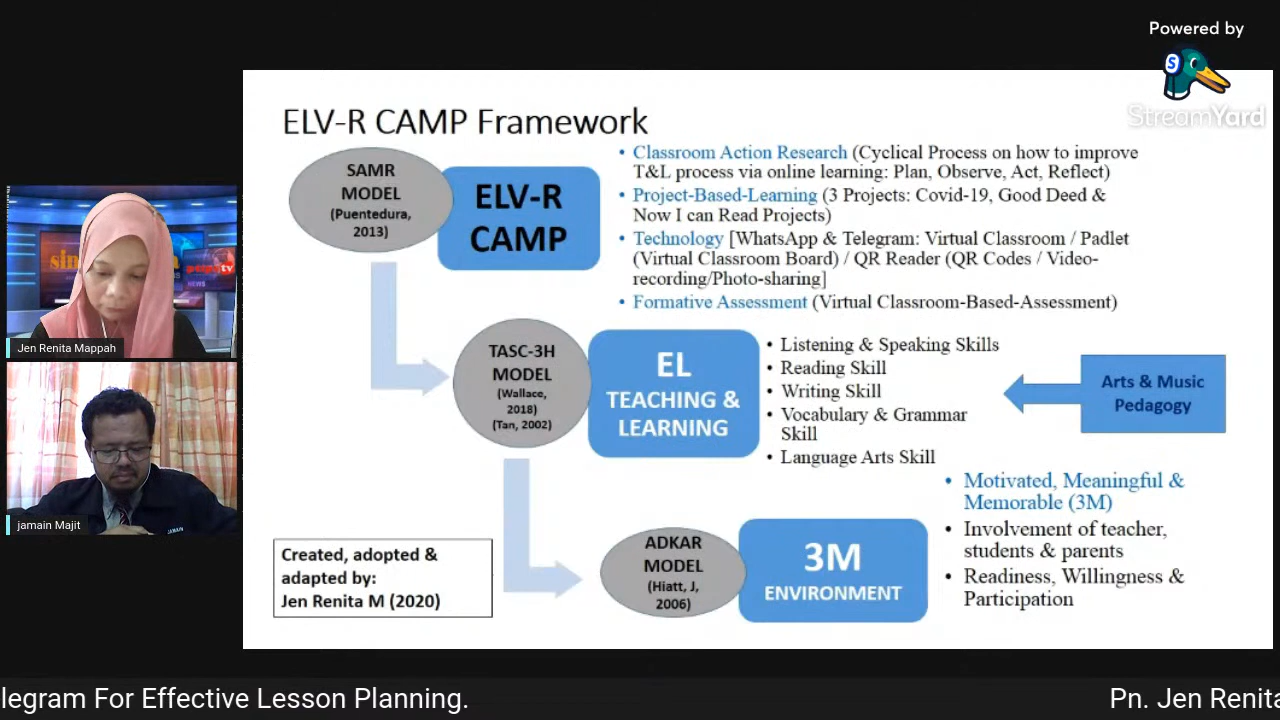 Powered by
S
StreamYard
ELV-R CAMP Framework
SAMR
MODEL
(Puentedura,
2013)
ELV-R
CAMP
• Classroom Action Research (Cyclical Process on how to improve
T&L process via online learning: Plan, Observe, Act, Reflect)
• Project-Based-Learning (3 Projects: Covid-19, Good Deed &
Now I can Read Projects)
• Technology [WhatsApp & Telegram: Virtual Classroom / Padlet
(Virtual Classroom Board) / QR Reader (QR Codes / Video-
recording/Photo-sharing]
• Formative Assessment (Virtual Classroom-Based-Assessment)
NEWS
Jen Renita Mappah
TASC-3H
MODEL
(Wallace,
2018)
(Tan, 2002)
EL
TEACHING &
LEARNING
• Listening & Speaking Skills
• Reading Skill
• Writing Skill
• Vocabulary & Grammar
Skill
• Language Arts Skill
Arts & Music
Pedagogy
JAMAIN
jamain Majit
ADKAR
MODEL
(Hiatt, J,
2006)
3M
ENVIRONMENT
• Motivated, Meaningful &
Memorable (3M)
• Involvement of teacher,
students & parents
• Readiness, Willingness &
Participation
Created, adopted &
adapted by:
Jen Renita M (2020)
legram For Effective Lesson Planning.
Pn. Jen Renita